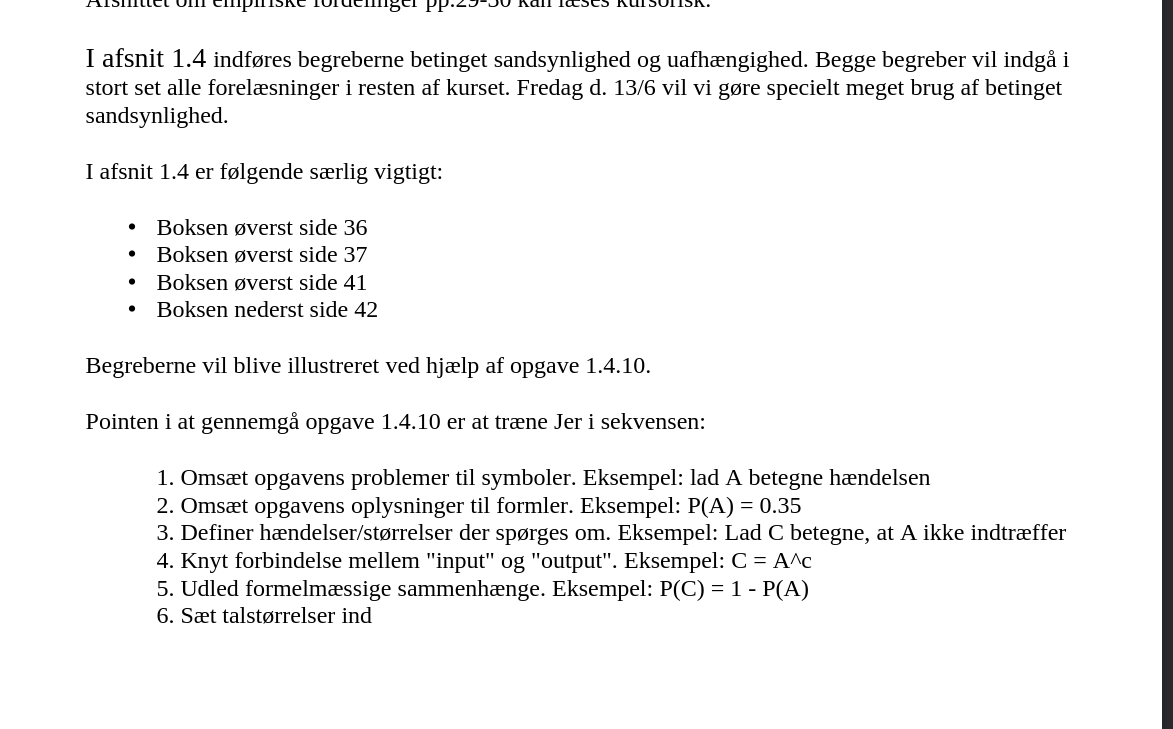 Afsnittet om empiriske fordelinger pp.29-30 kan læses kursorisk.
I afsnit 1.4 indføres begreberne betinget sandsynlighed og uafhængighed. Begge begreber vil indgå i
stort set alle forelæsninger i resten af kurset. Fredag d. 13/6 vil vi gøre specielt meget brug af betinget
sandsynlighed.
I afsnit 1.4 er følgende særlig vigtigt:
• Boksen øverst side 36
• Boksen øverst side 37
• Boksen øverst side 41
• Boksen nederst side 42
Begreberne vil blive illustreret ved hjælp af opgave 1.4.10.
Pointen i at gennemgå opgave 1.4.10 er at træne Jer i sekvensen:
1. Omsæt opgavens problemer til symboler. Eksempel: lad A betegne hændelsen
2. Omsæt opgavens oplysninger til formler. Eksempel: P(A) = 0.35
3. Definer hændelser/størrelser der spørges om. Eksempel: Lad C betegne, at A ikke indtræffer
4. Knyt forbindelse mellem "input" og "output". Eksempel: C = A^c
5. Udled formelmæssige sammenhænge. Eksempel: P(C) = 1 - P(A)
6. Sæt talstørrelser ind